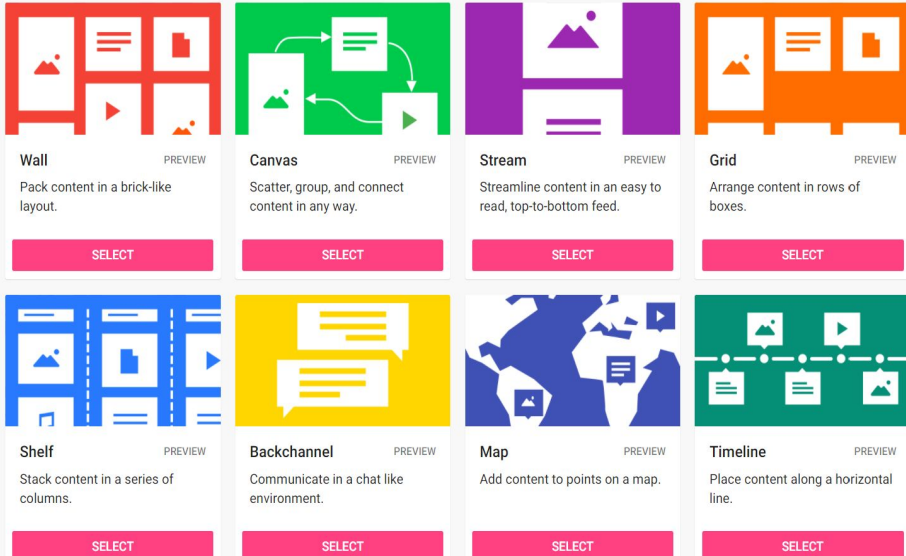 Wall PREVIEW
Pack content in a brick-like
layout.
SELECT
Canvas PREVIEW
Scatter, group, and connect
content in any way.
SELECT
Stream PREVIEW
Streamline content in an easy to
read, top-to-bottom feed.
SELECT
Grid PREVIEW
Arrange content in rows of
boxes.
SELECT
Shelf PREVIEW
Stack content in a series of
columns.
SELECT
Backchannel PREVIEW
Communicate in a chat like
environment.
SELECT
Map PREVIEW
Add content to points on a map.
SELECT
Timeline PREVIEW
Place content along a horizontal
line.
SELECT